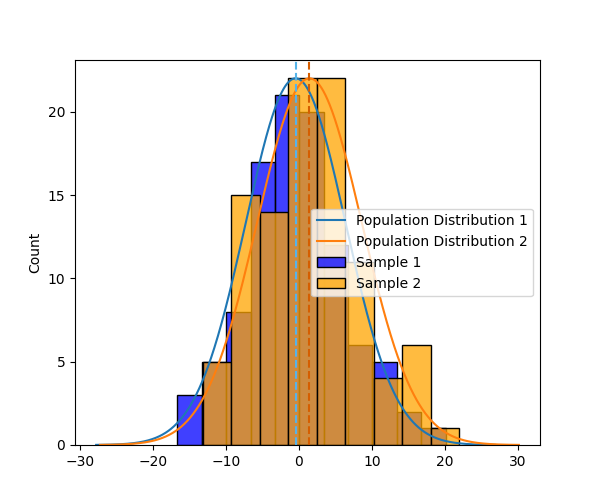 Count
20
15
10
5
0
Population Distribution 1
Population Distribution 2
Sample 1
Sample 2
−30
−20
−10
0
10
20
30